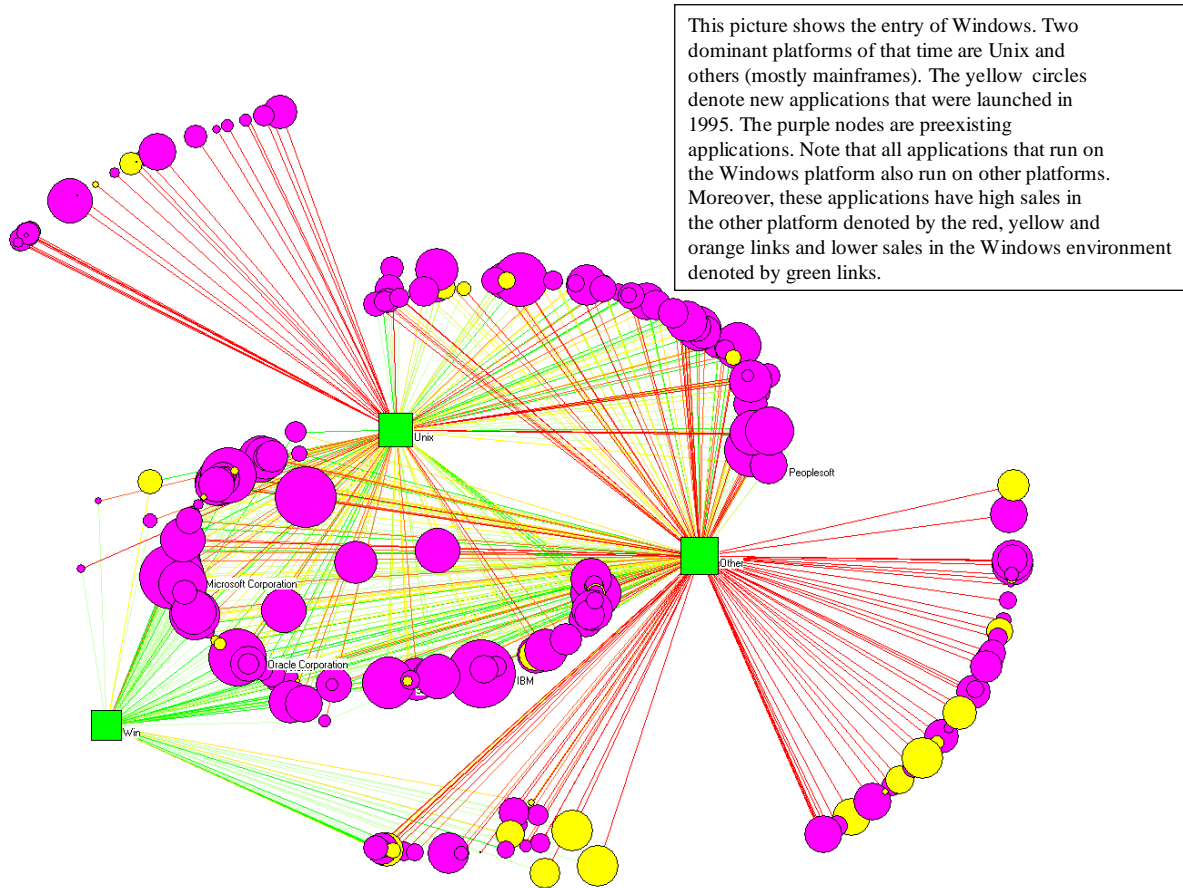 This picture shows the entry of Windows. Two
dominant platforms of that time are Unix and
others (mostly mainframes). The yellow circles
denote new applications that were launched in
1995. The purple nodes are preexisting
applications. Note that all applications that run on
the Windows platform also run on other platforms.
Moreover, these applications have high sales in
the other platform denoted by the red, yellow and
orange links and lower sales in the Windows environment
denoted by green links.
Unix
Peoplesoft
Other
Microsoft Corporation
Oracle Corporation
IBM
Win